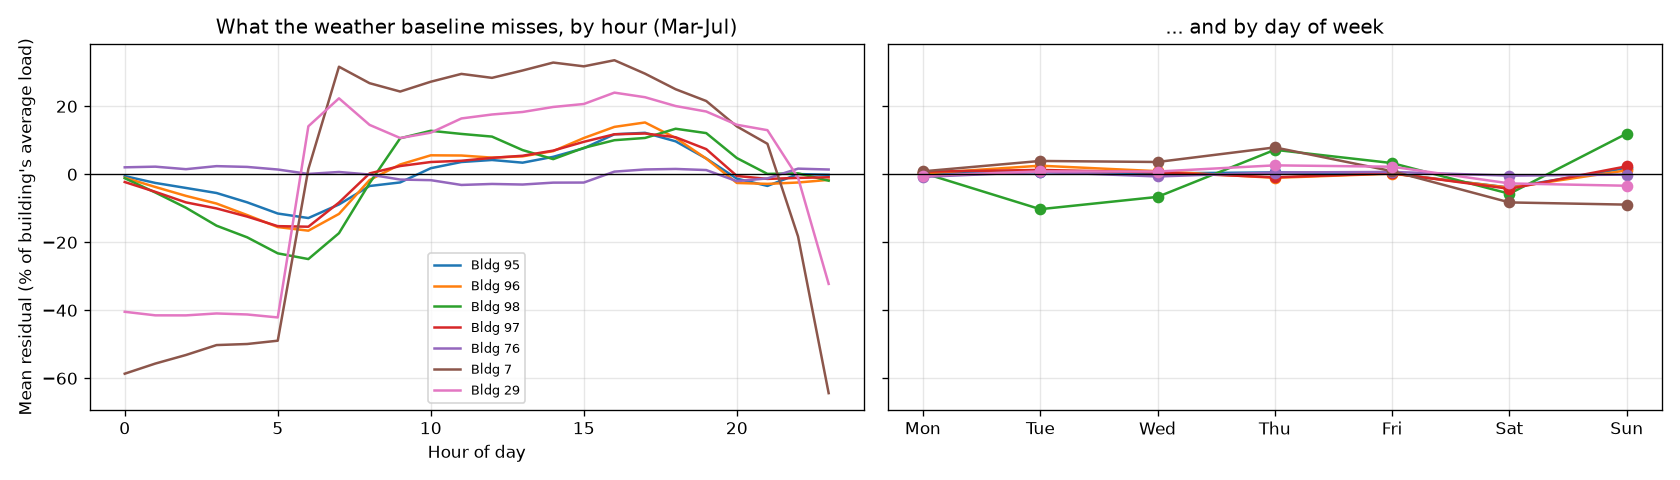 What the weather baseline misses, by hour (Mar-Jul)
... and by day of week
Mean residual (% of building's average load)
20
0
−20
−40
−60
Bldg 95
Bldg 96
Bldg 98
Bldg 97
Bldg 76
Bldg 7
Bldg 29
0 5 10 15 20
Hour of day
Mon Tue Wed Thu Fri Sat Sun